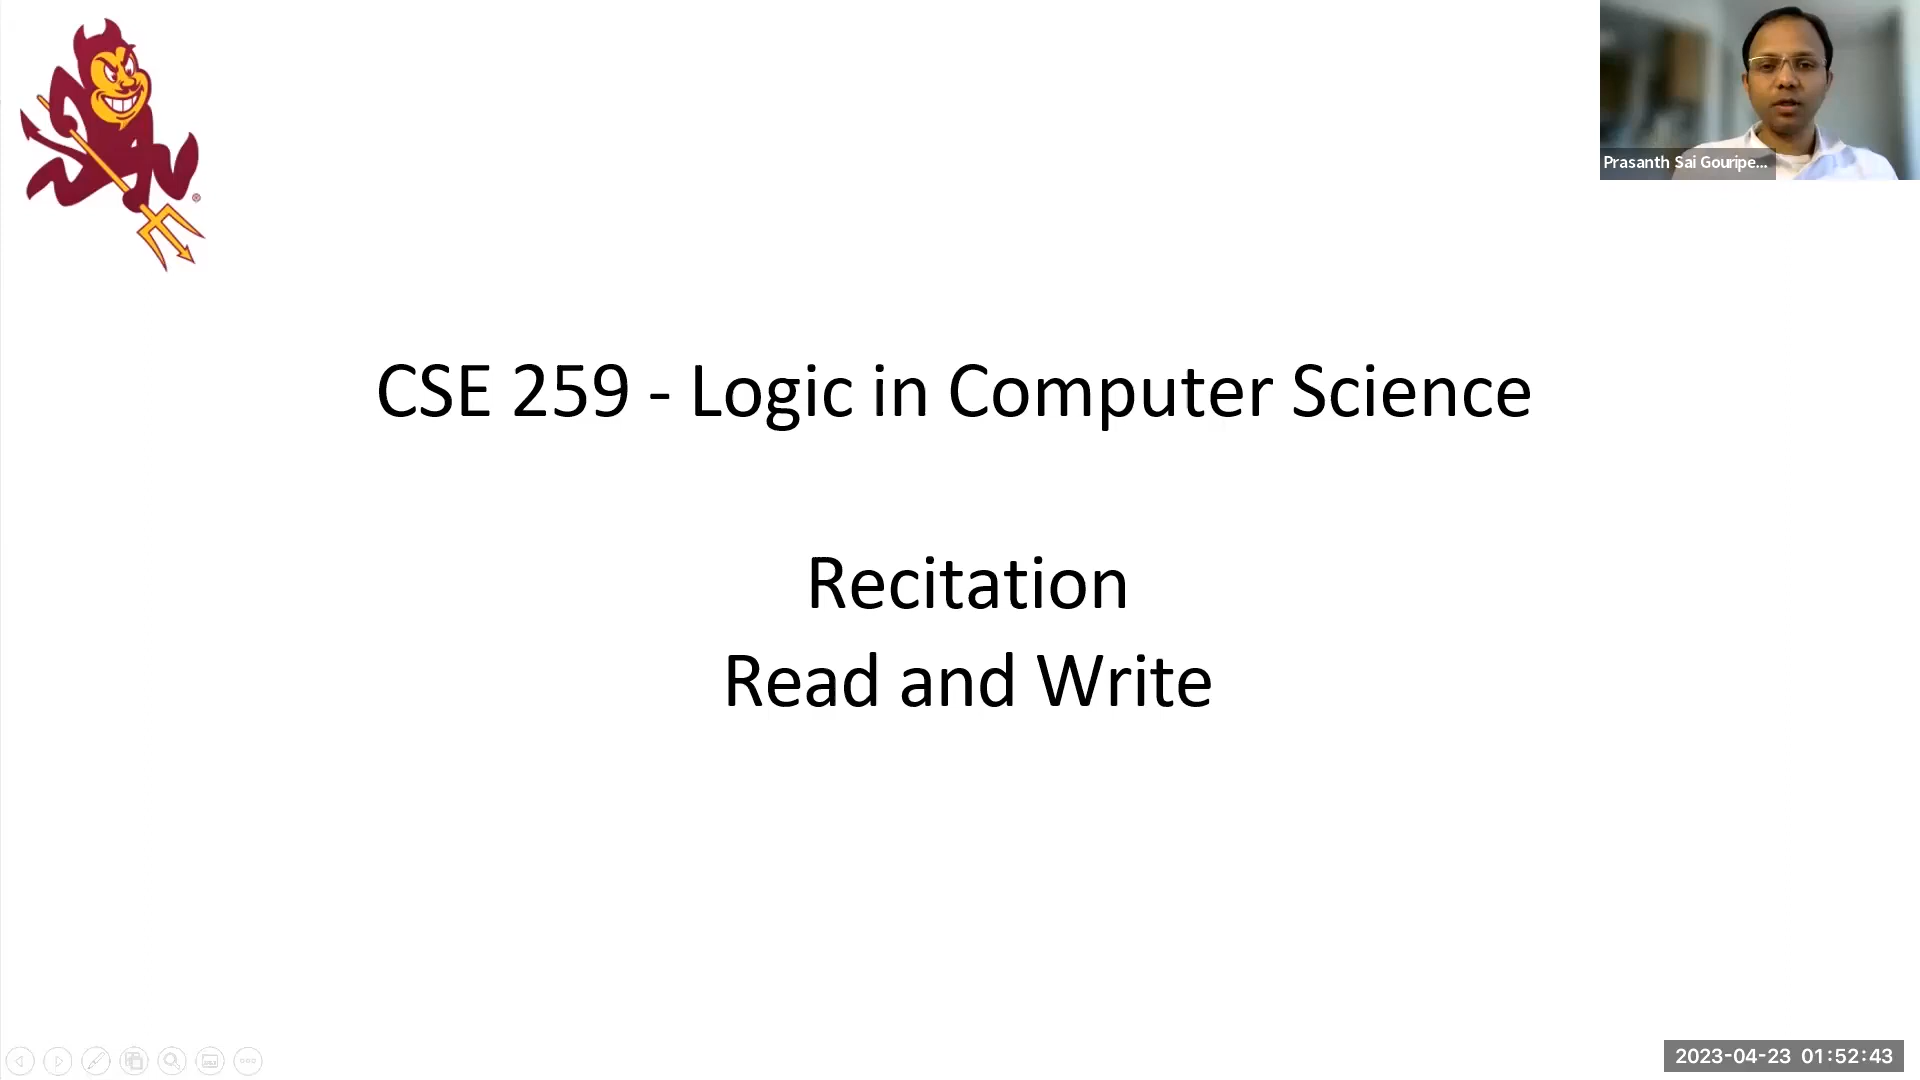 Prasanth Sai Gouripe...
CSE 259 - Logic in Computer Science
Recitation
Read and Write
2023-04-23 01:52:43